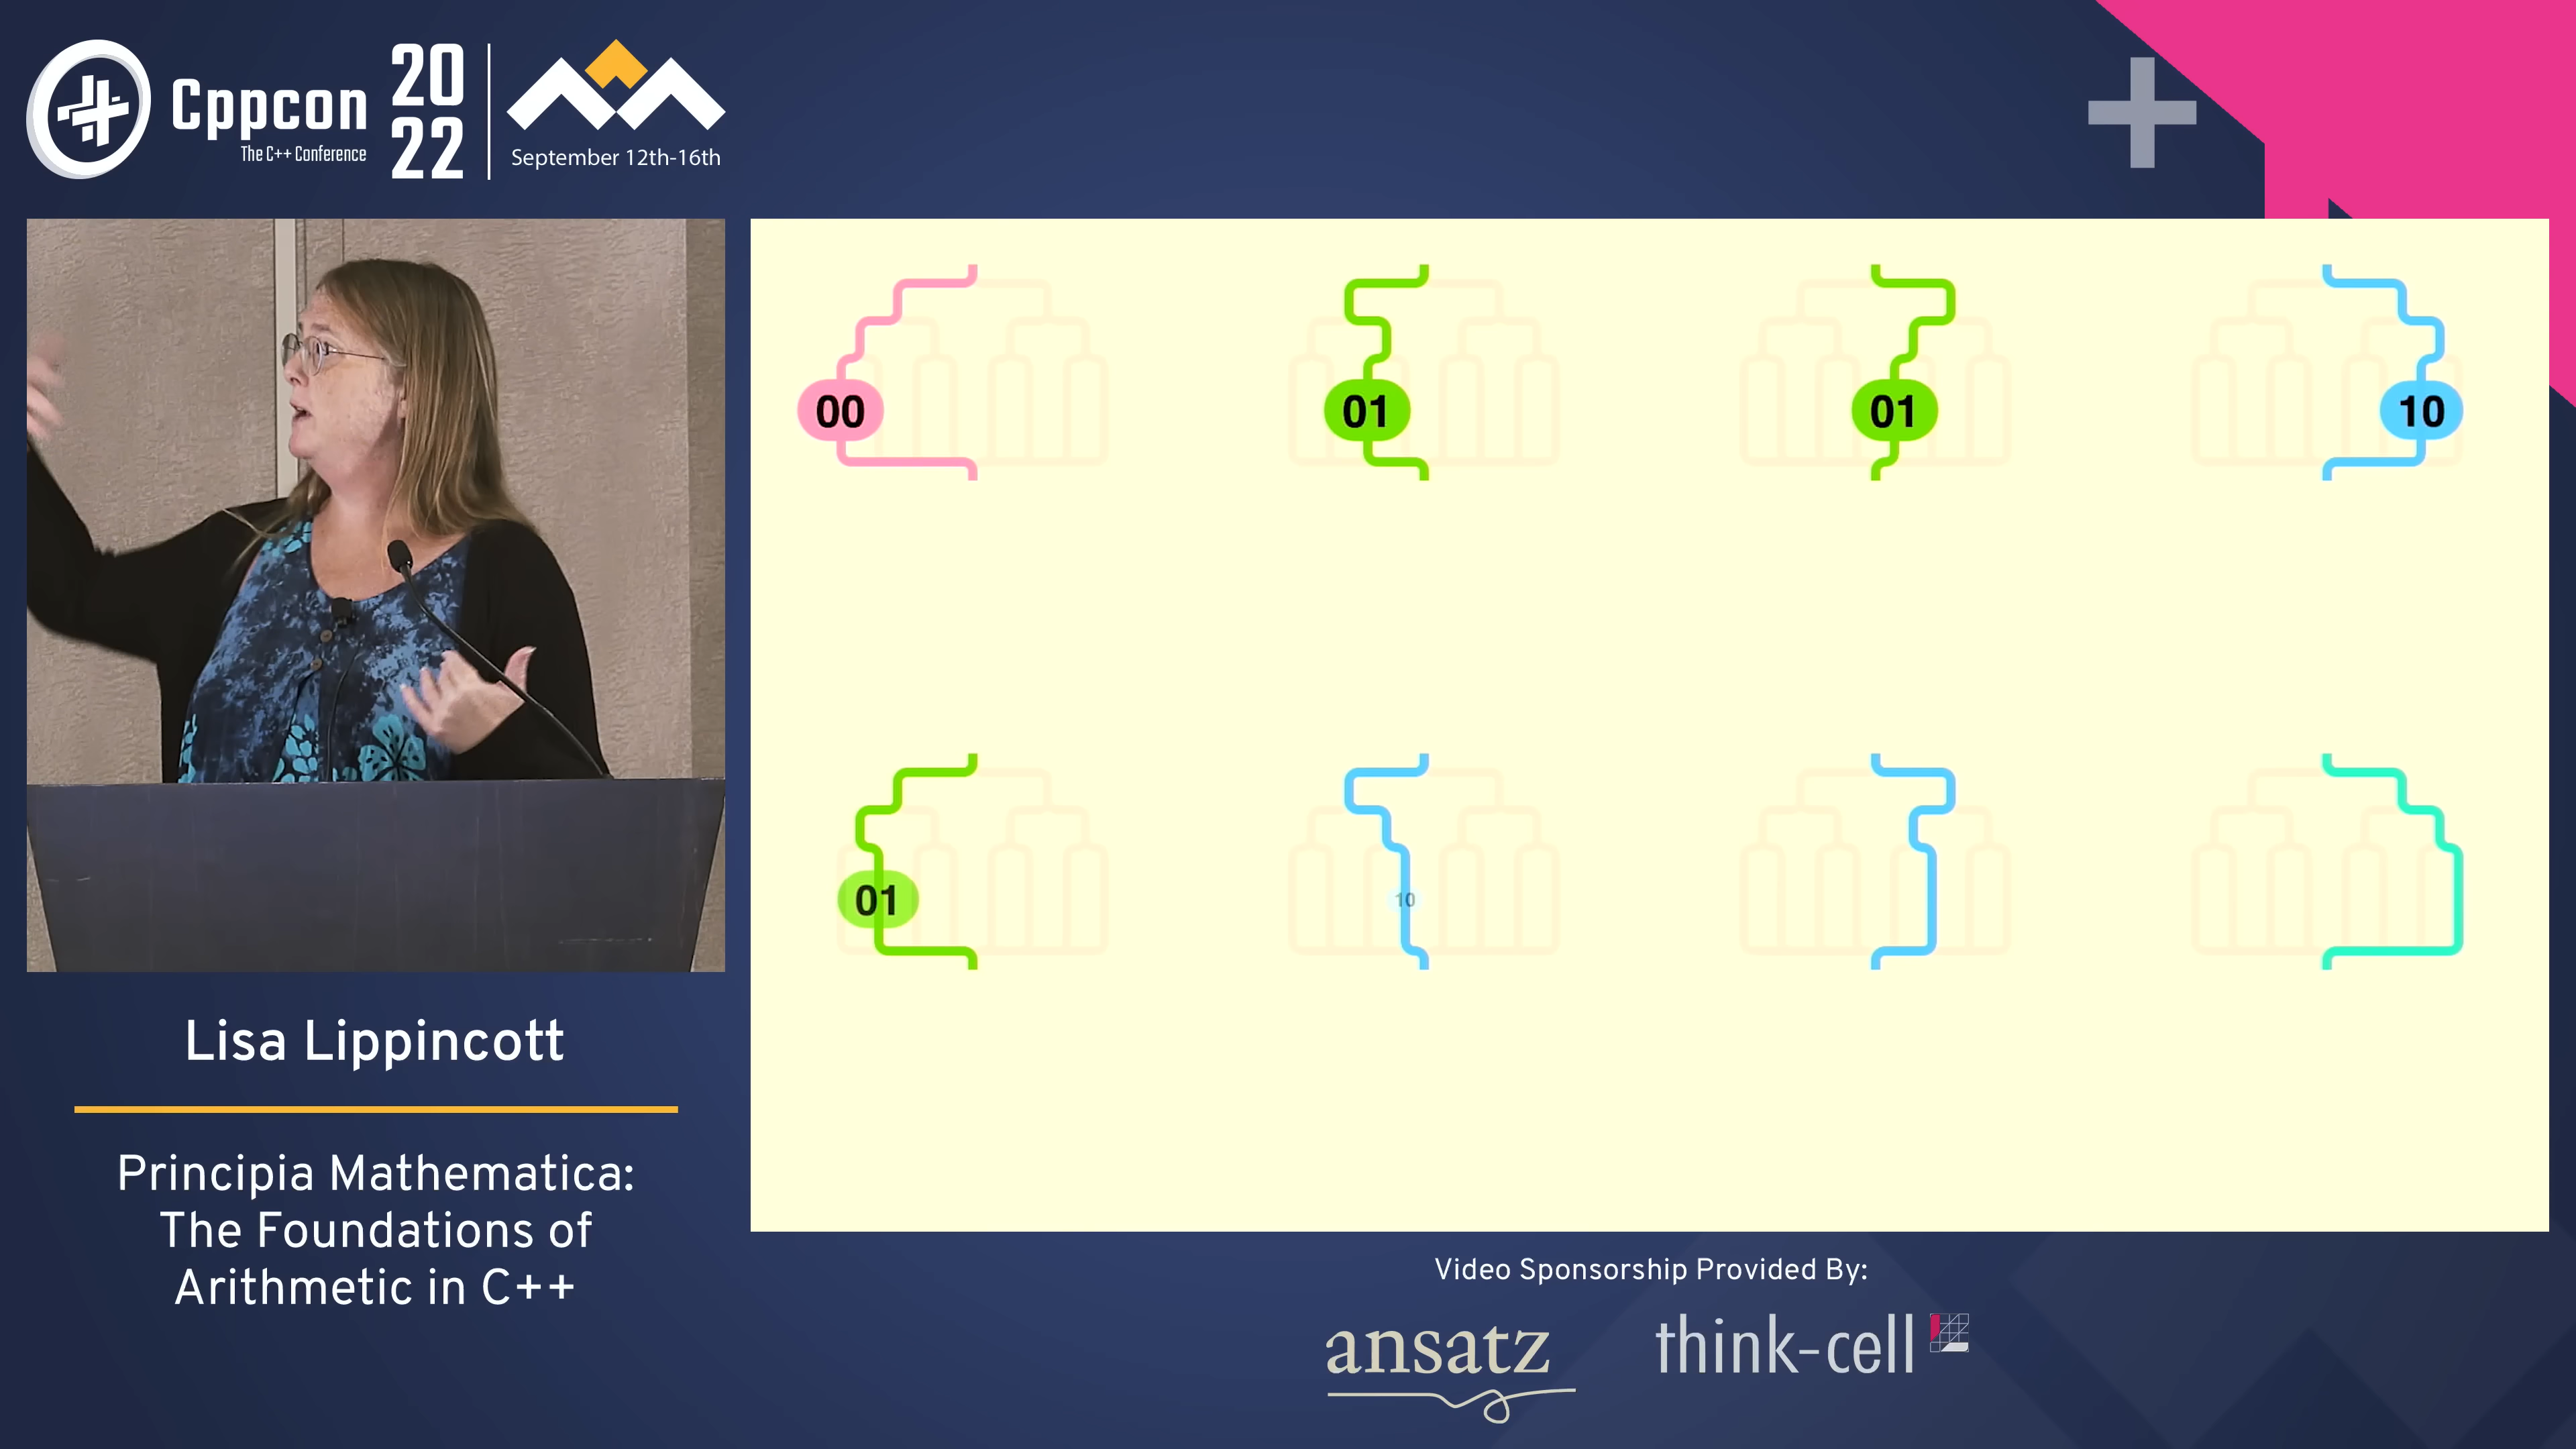 Cppcon
The C++ Conference
20
22
September 12th-16th
00
01
01
10
01
10
Lisa Lippincott
Principia Mathematica:
The Foundations of
Arithmetic in C++
Video Sponsorship Provided By:
ansatz
think-cell